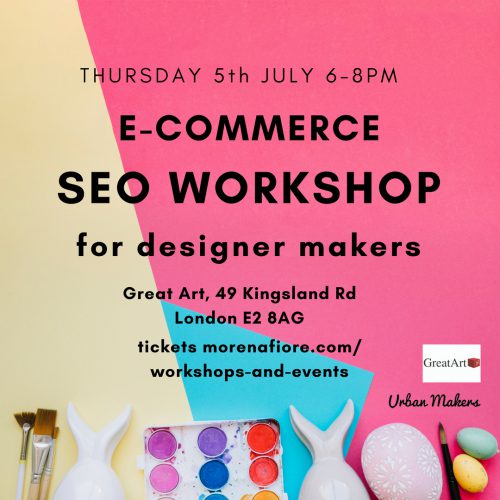 THURSDAY 5th JULY 6-8PM
E-COMMERCE
SEO WORKSHOP
for designer makers
Great Art, 49 Kingsland Rd
London E2 8AG
tickets morenafiore.com/
workshops-and-events
GreatArt
Urban Makers